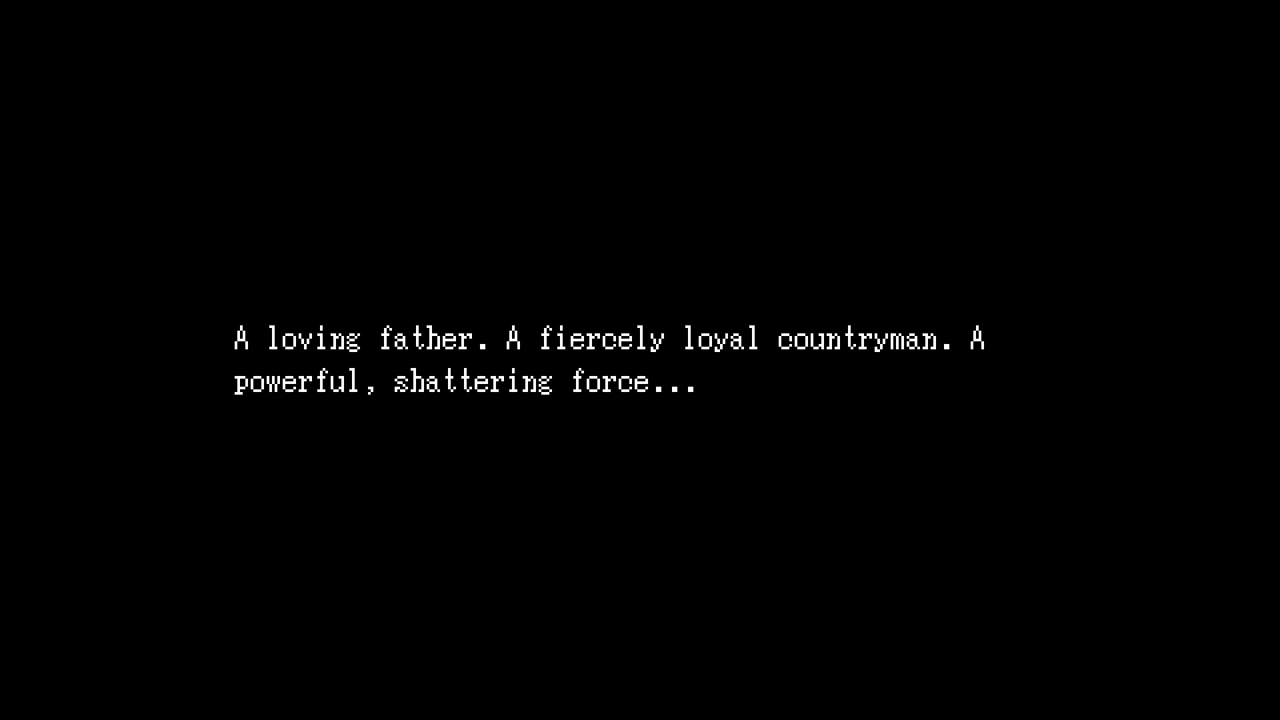 A loving father. A fiercely loyal countryman. A
powerful, shattering force...